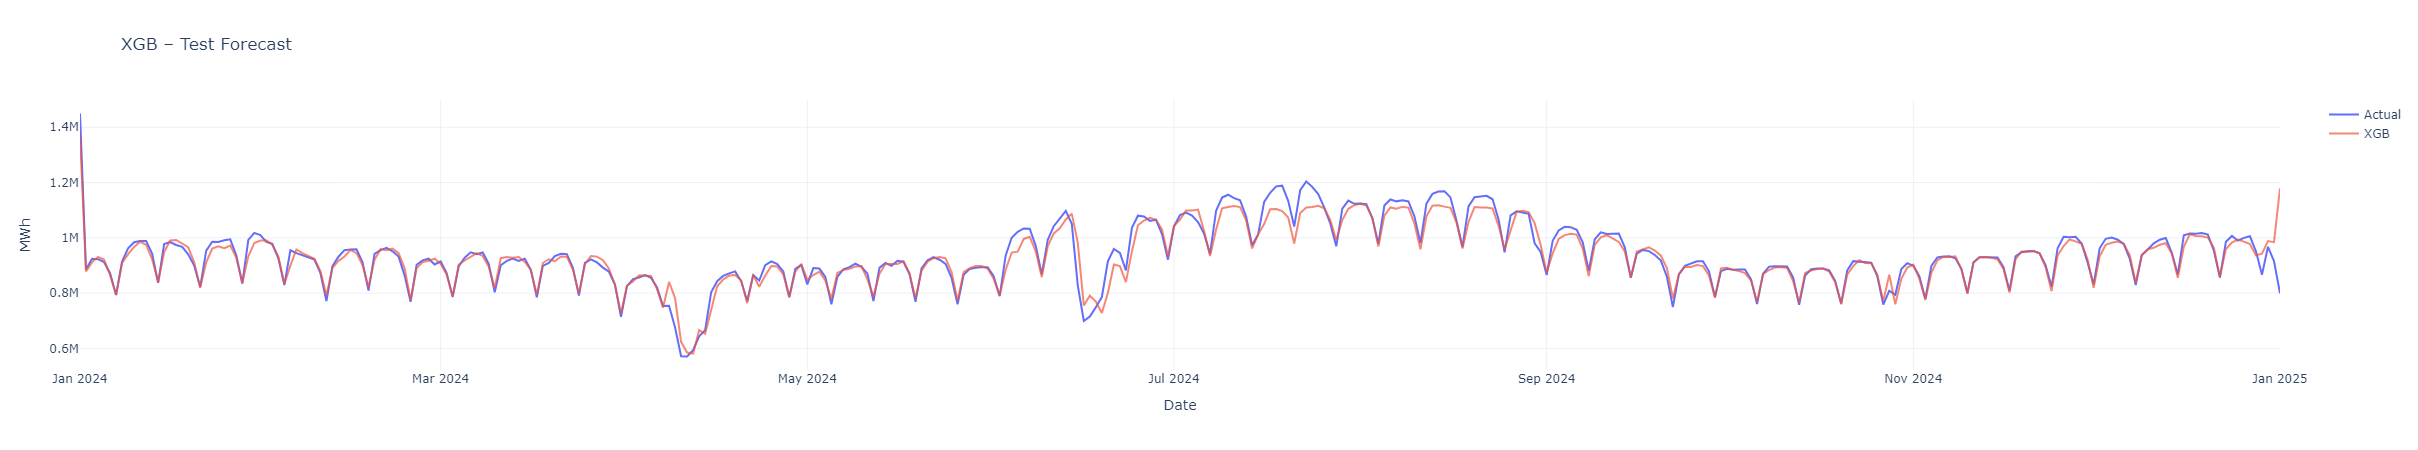 XGB – Test Forecast
1.4M
1.2M
1M
0.8M
0.6M
MWh
Jan 2024
Mar 2024
May 2024
Jul 2024
Sep 2024
Nov 2024
Jan 2025
Date
Actual
XGB